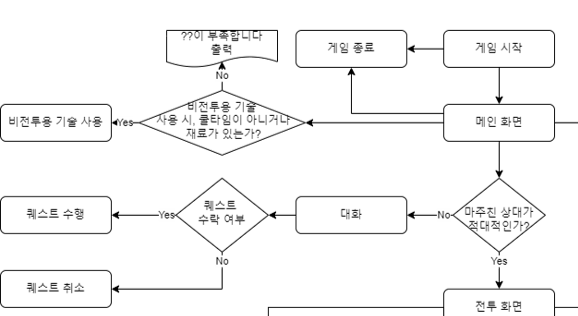 ??이 부족합니다
출력
게임 종료
게임 시작
No
비전투용 기술 사용
Yes
비전투용 기술
사용 시, 쿨타임이 아니거나
재료가 있는가?
메인 화면
퀘스트 수행
Yes
퀘스트
수락 여부
대화
No
마주친 상대가
적대적인가?
No
Yes
퀘스트 취소
전투 화면